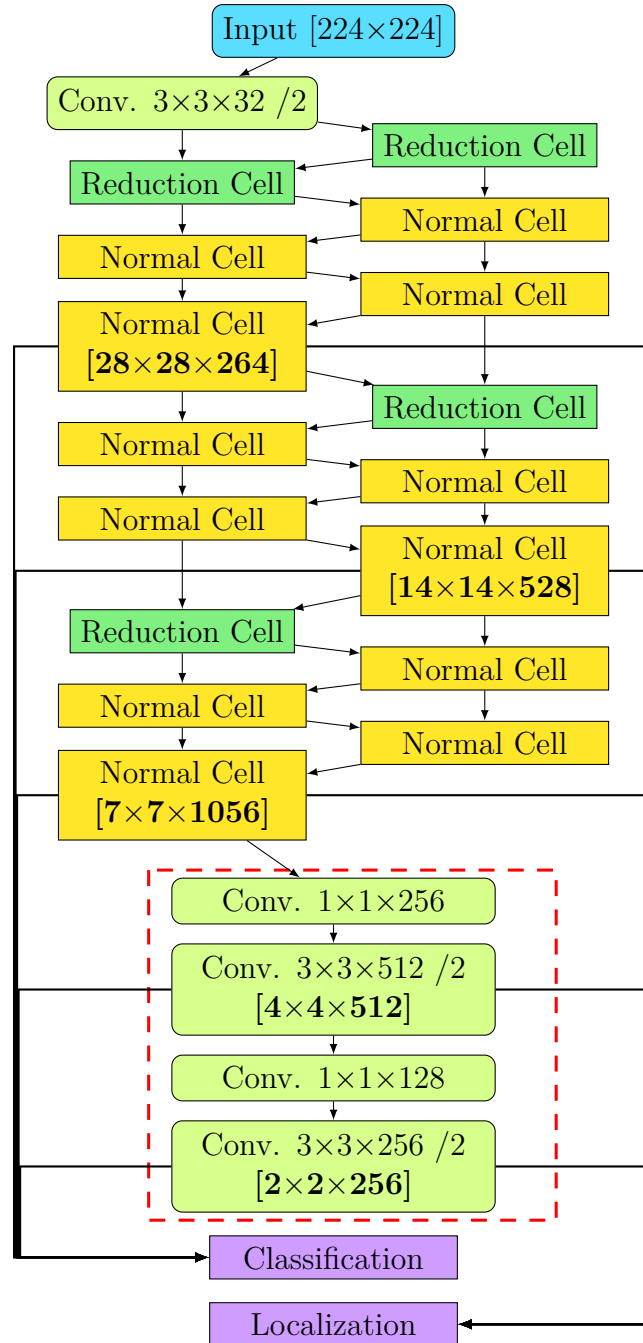 Input [224×224]
Conv. 3×3×32 /2
Reduction Cell
Reduction Cell
Normal Cell
Normal Cell
Normal Cell
Normal Cell
[28×28×264]
Reduction Cell
Normal Cell
Normal Cell
Normal Cell
Normal Cell
[14×14×528]
Reduction Cell
Normal Cell
Normal Cell
Normal Cell
Normal Cell
[7×7×1056]
Conv. 1×1×256
Conv. 3×3×512 /2
[4×4×512]
Conv. 1×1×128
Conv. 3×3×256 /2
[2×2×256]
Classification
Localization